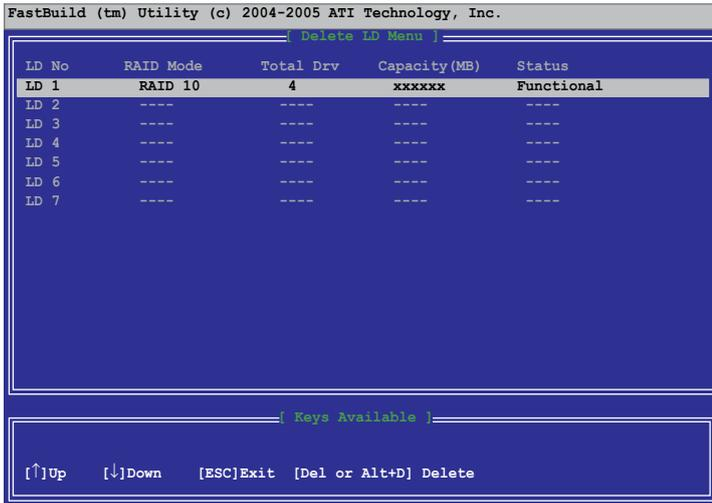 FastBuild (tm) Utility (c) 2004-2005 ATI Technology, Inc.
[ Delete LD Menu ]
LD No RAID Mode Total Drv Capacity(MB) Status
LD 1 RAID 10 4 xxxxxx Functional
LD 2 ---- ---- ---- ----
LD 3 ---- ---- ---- ----
LD 4 ---- ---- ---- ----
LD 5 ---- ---- ---- ----
LD 6 ---- ---- ---- ----
LD 7 ---- ---- ---- ----
[ Keys Available ]
[↑]Up [↓]Down [ESC]Exit [Del or Alt+D] Delete